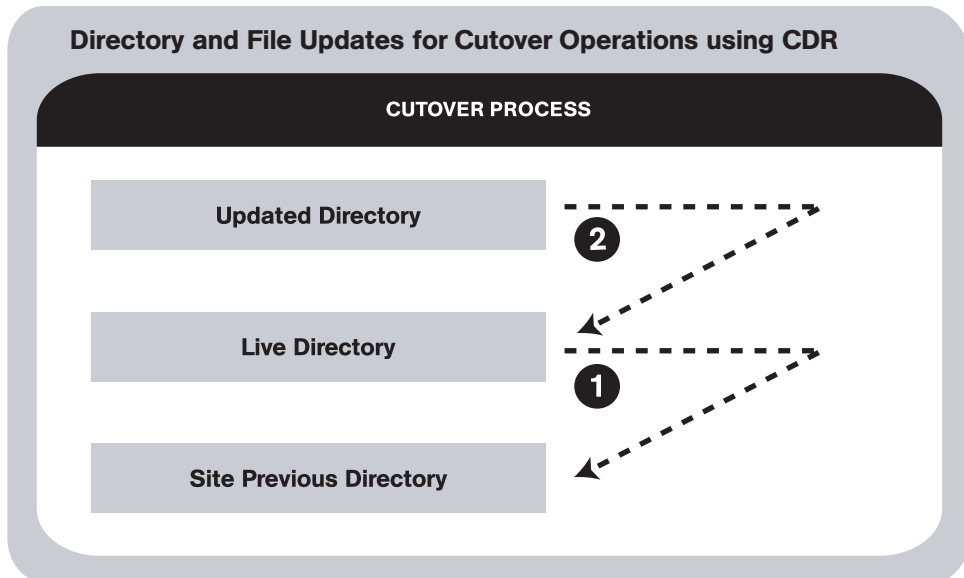 Directory and File Updates for Cutover Operations using CDR
CUTOVER PROCESS
Updated Directory
2
Live Directory
1
Site Previous Directory